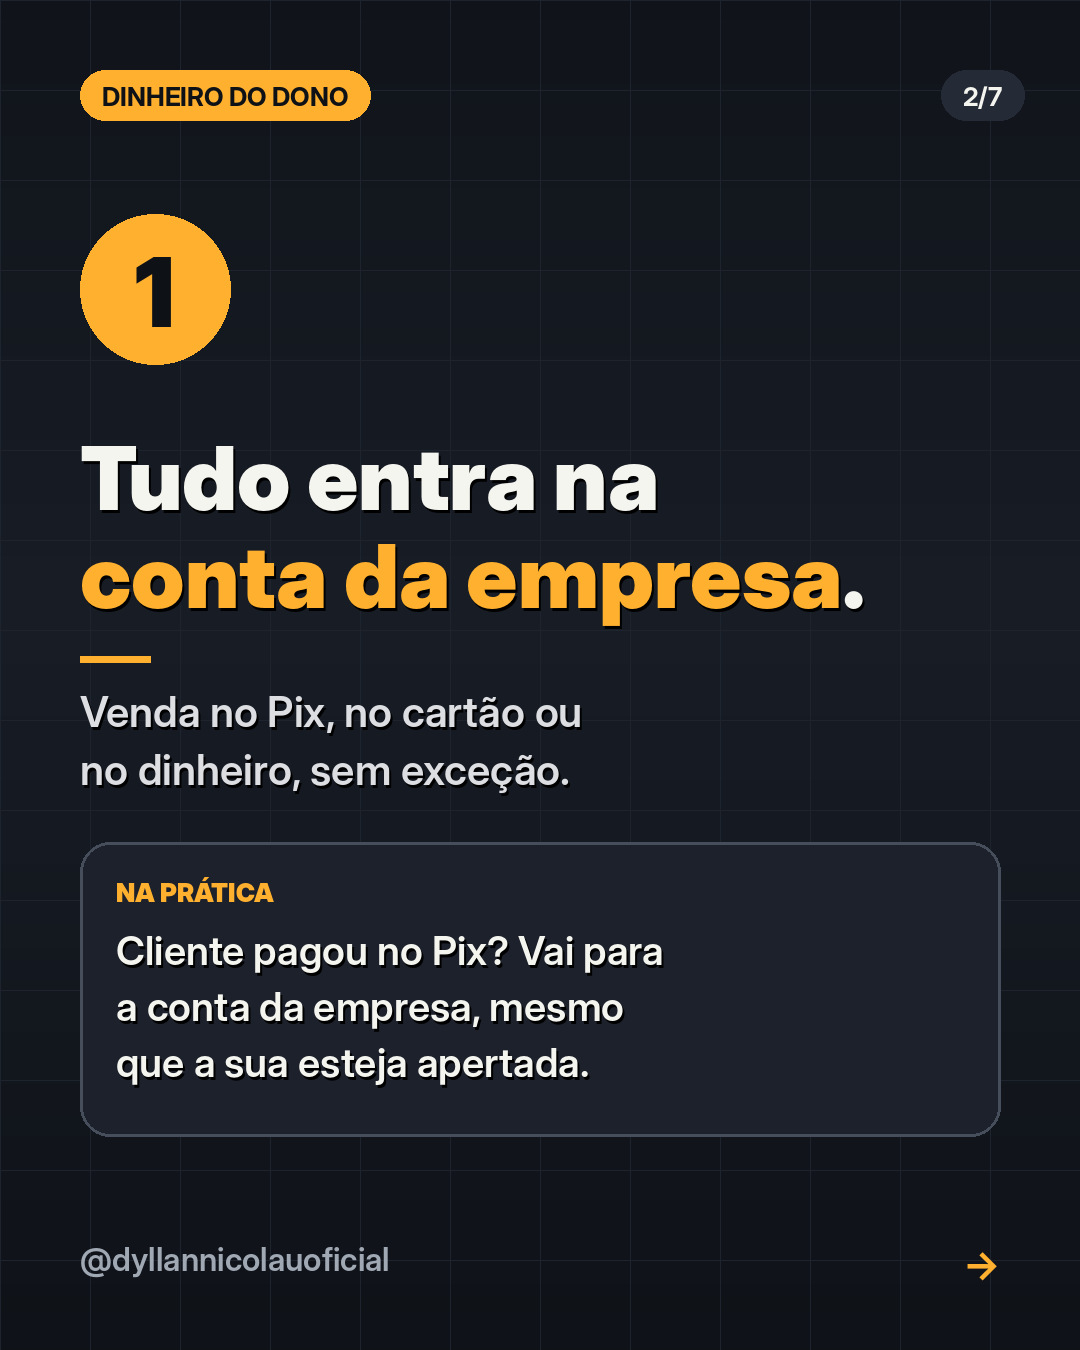 DINHEIRO DO DONO
2/7
1
Tudo entra na
conta da empresa.
Venda no Pix, no cartão ou
no dinheiro, sem exceção.
NA PRÁTICA
Cliente pagou no Pix? Vai para
a conta da empresa, mesmo
que a sua esteja apertada.
@dyllannicolauoficial
→